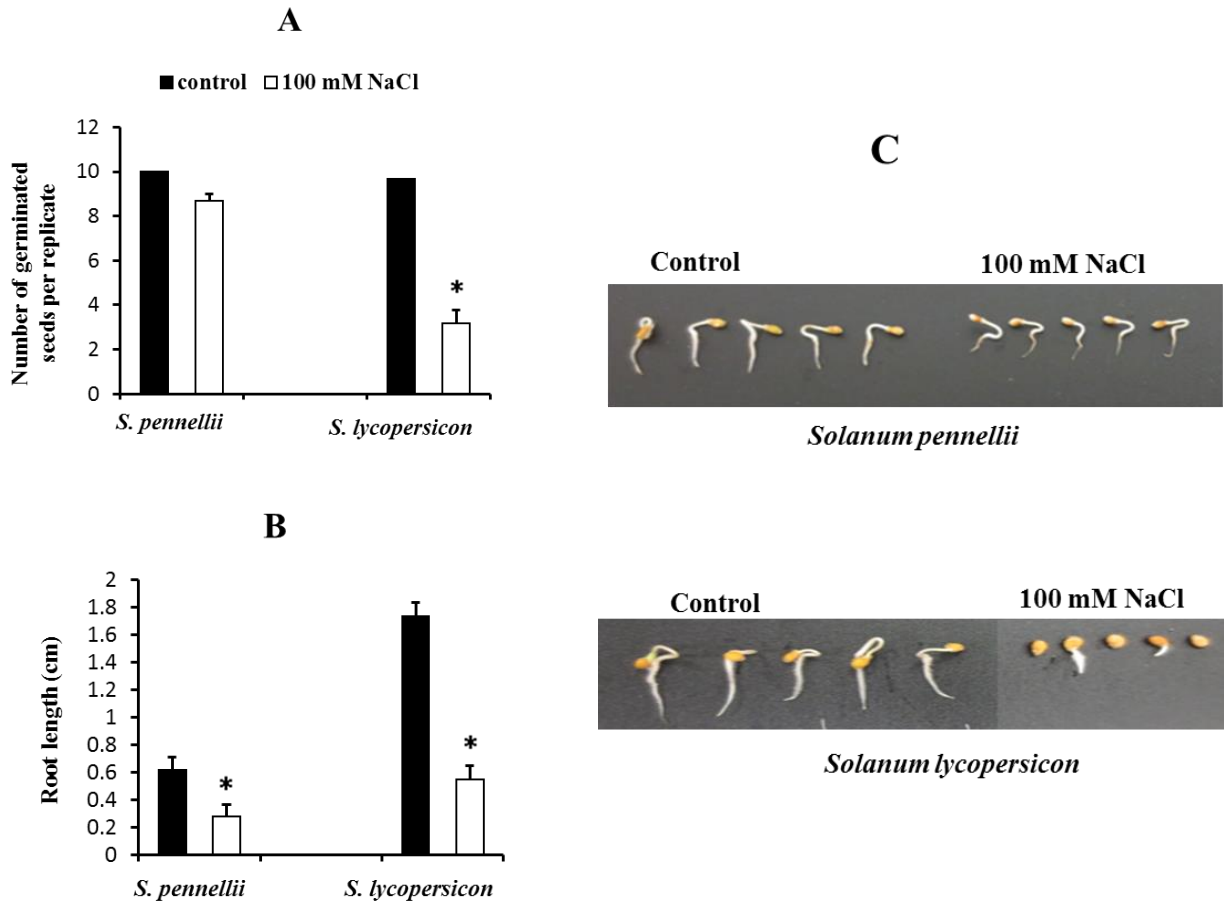 A
control 100 mM NaCl
Number of germinated
seeds per replicate
12
10
8
6
4
2
0
*
S. pennellii S. lycopersicon
B
Root length (cm)
2
1.8
1.6
1.4
1.2
1
0.8
0.6
0.4
0.2
0
* *
S. pennellii S. lycopersicon
C
Control 100 mM NaCl
Solanum pennellii
Control 100 mM NaCl
Solanum lycopersicon